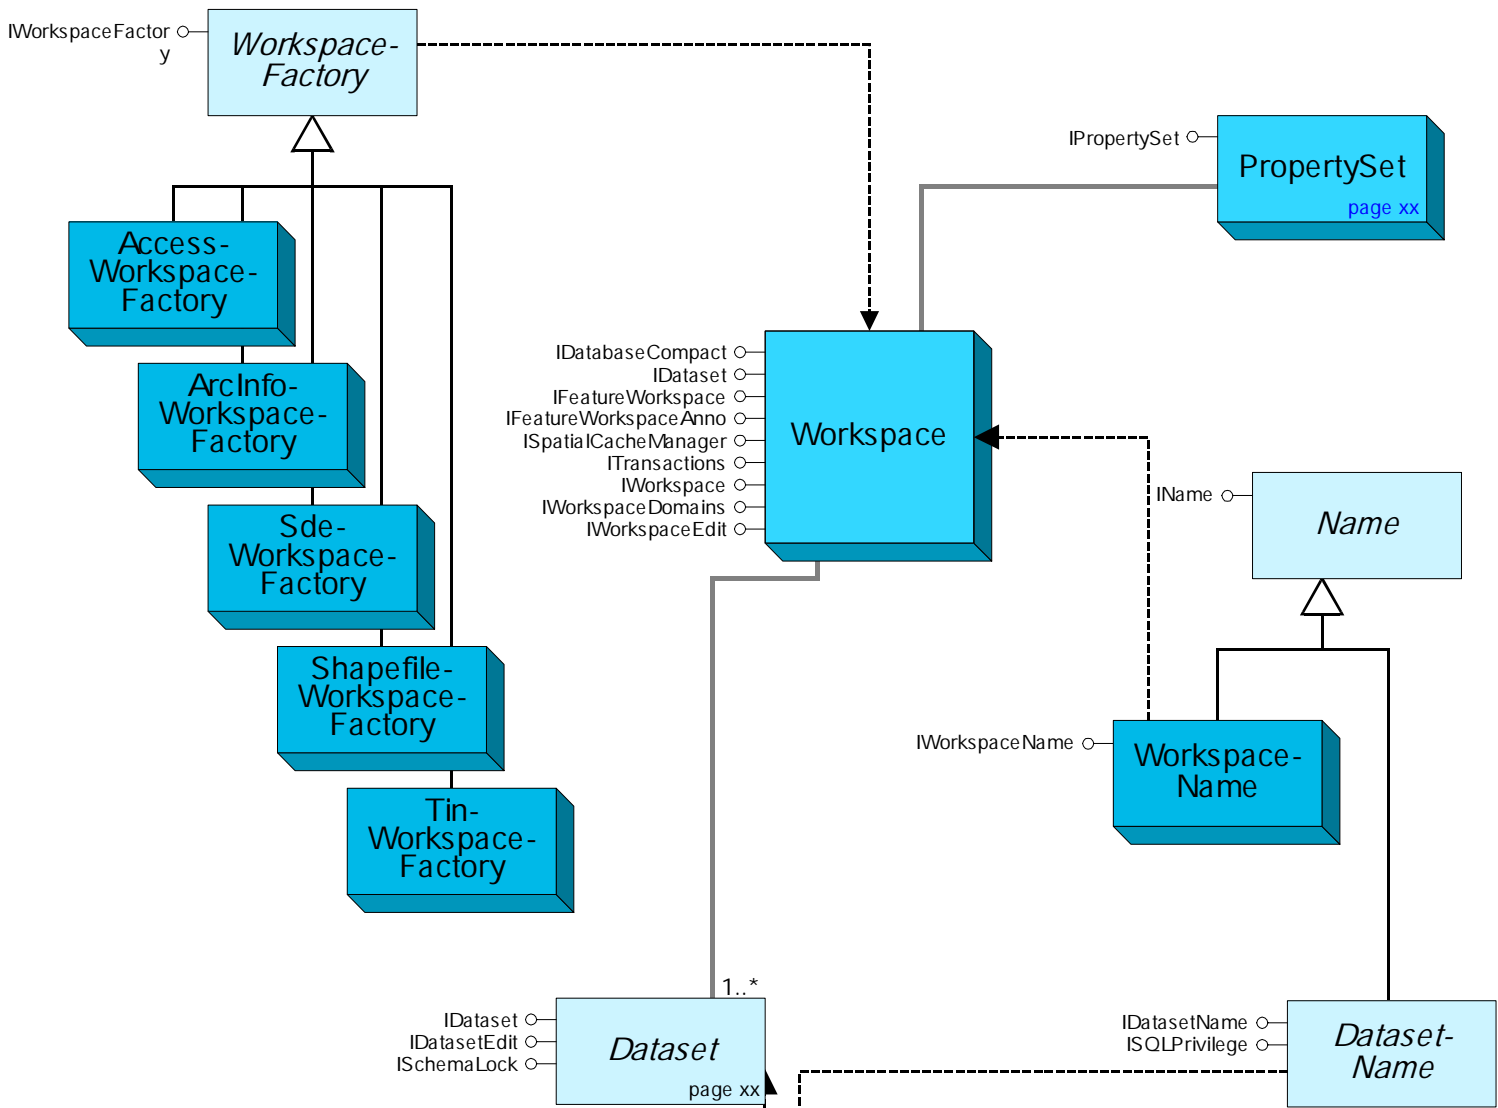 IWorkspaceFactor
y
Workspace-
Factory
IPropertySet
PropertySet
page xx
Access-
Workspace-
Factory
ArcInfo-
Workspace-
Factory
Sde-
Workspace-
Factory
Shapefile-
Workspace-
Factory
Tin-
Workspace-
Factory
IDatabaseCompact
IDataset
IFeatureWorkspace
IFeatureWorkspaceAnno
ISpatialCacheManager
ITransactions
IWorkspace
IWorkspaceDomains
IWorkspaceEdit
Workspace
IName
Name
IWorkspaceName
Workspace-
Name
1..*
IDataset
IDatasetEdit
ISchemaLock
Dataset
page xx
IDatasetName
ISQLPrivilege
Dataset-
Name